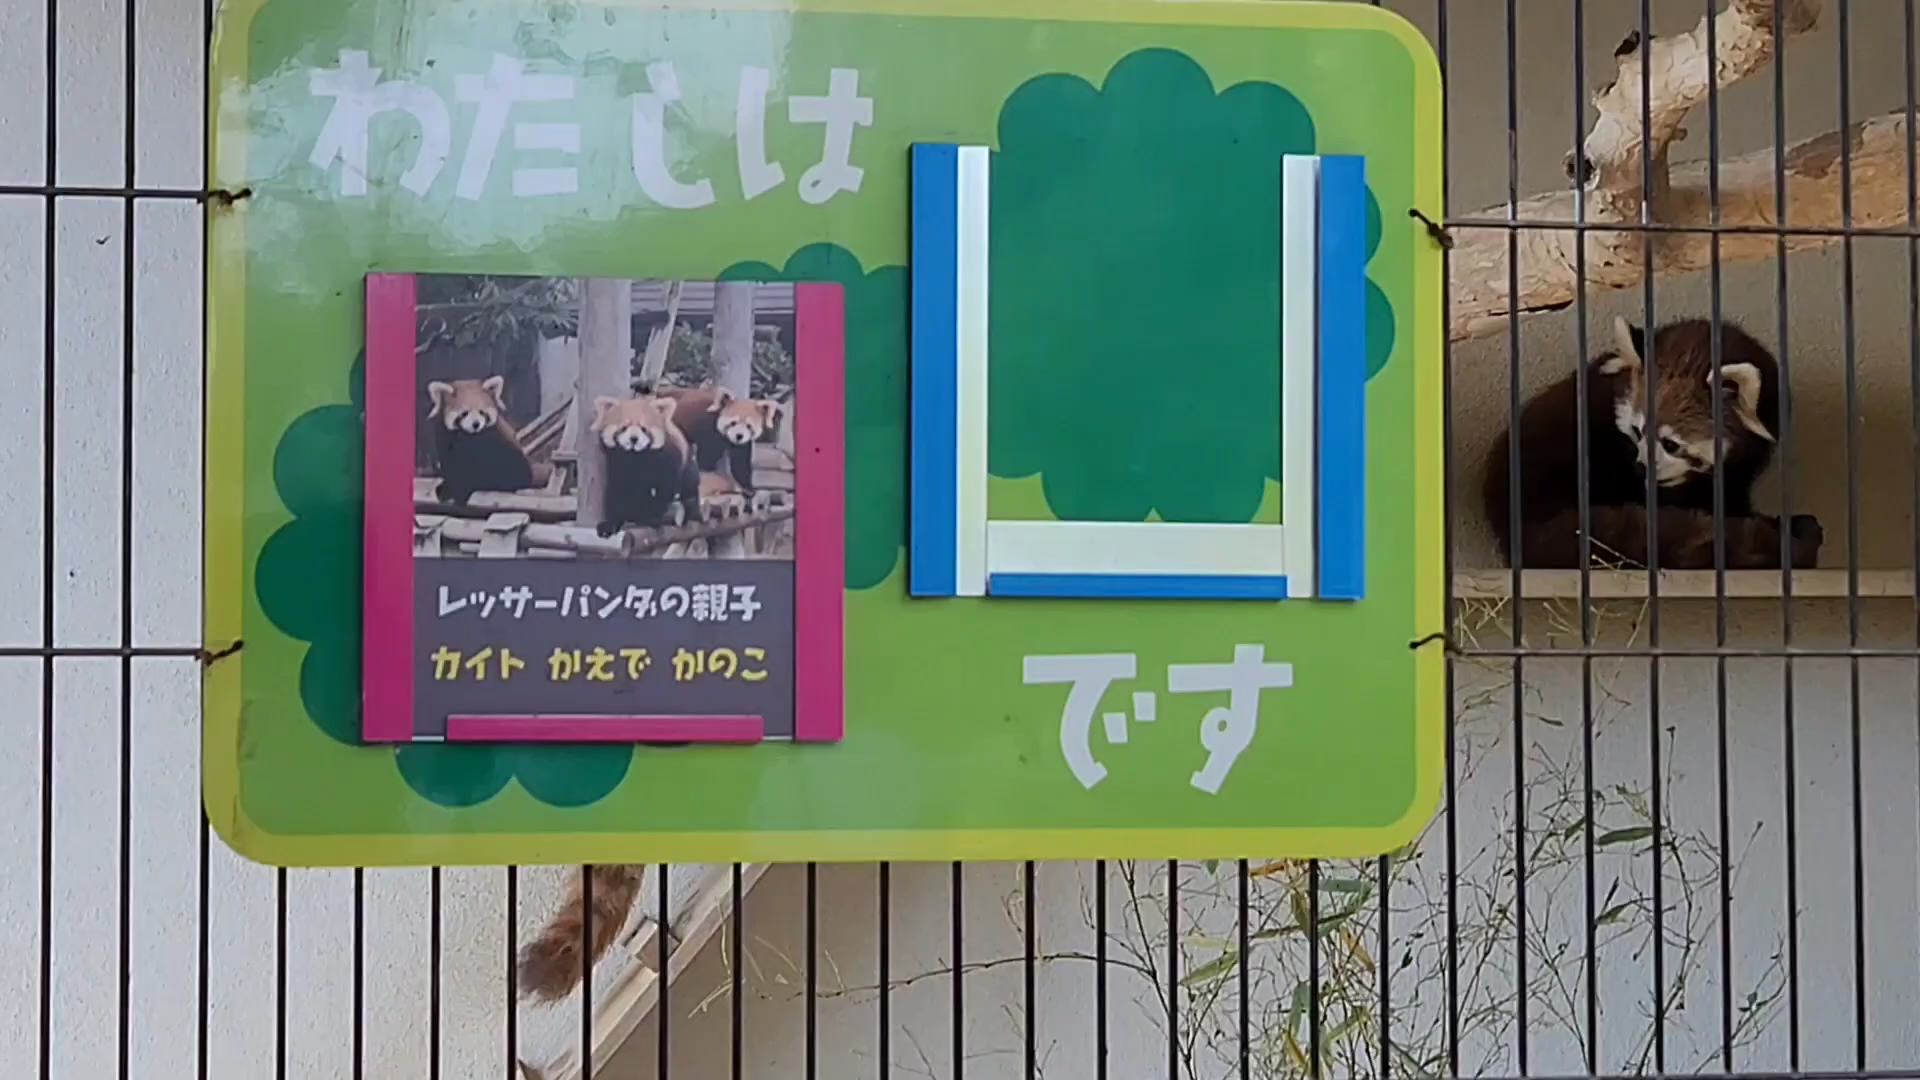 わたしは
レッサーパンダの親子
カイト かえで かのこ
です